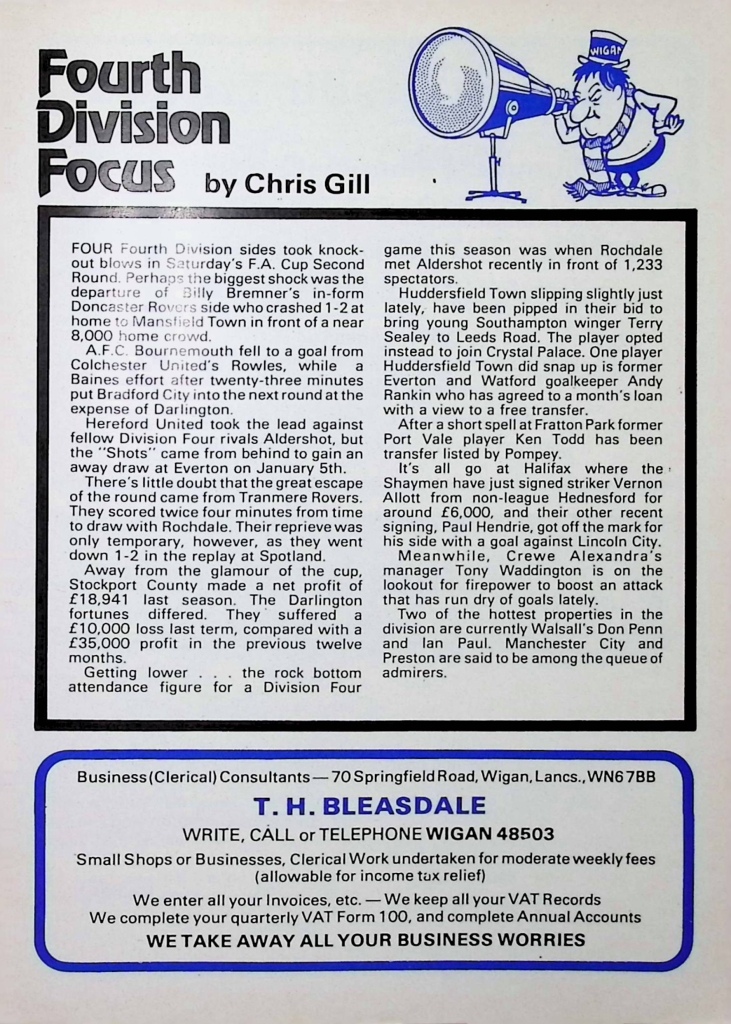 Fourth
Division
Focus by Chris Gill
WIGAN
FOUR Fourth Division sides took knock-
out blows in Saturday's F.A. Cup Second
Round. Perhaps the biggest shock was the
departure of Billy Bremner's in-form
Doncaster Rovers side who crashed 1-2 at
home to Mansfield Town in front of a near
8,000 home crowd.
A.F.C. Bournemouth fell to a goal from
Colchester United's Rowles, while a
Baines effort after twenty-three minutes
put Bradford City into the next round at the
expense of Darlington.
Hereford United took the lead against
fellow Division Four rivals Aldershot, but
the "Shots" came from behind to gain an
away draw at Everton on January 5th.
There's little doubt that the great escape
of the round came from Tranmere Rovers.
They scored twice four minutes from time
to draw with Rochdale. Their reprieve was
only temporary, however, as they went
down 1-2 in the replay at Spotland.
Away from the glamour of the cup,
Stockport County made a net profit of
£18,941 last season. The Darlington
fortunes differed. They suffered a
£10,000 loss last term, compared with a
£35,000 profit in the previous twelve
months.
Getting lower . . . the rock bottom
attendance figure for a Division Four
game this season was when Rochdale
met Aldershot recently in front of 1,233
spectators.
Huddersfield Town slipping slightly just
lately, have been pipped in their bid to
bring young Southampton winger Terry
Sealey to Leeds Road. The player opted
instead to join Crystal Palace. One player
Huddersfield Town did snap up is former
Everton and Watford goalkeeper Andy
Rankin who has agreed to a month's loan
with a view to a free transfer.
After a short spell at Fratton Park former
Port Vale player Ken Todd has been
transfer listed by Pompey.
It's all go at Halifax where the
Shaymen have just signed striker Vernon
Allott from non-league Hednesford for
around £6,000, and their other recent
signing, Paul Hendrie, got off the mark for
his side with a goal against Lincoln City.
Meanwhile, Crewe Alexandra's
manager Tony Waddington is on the
lookout for firepower to boost an attack
that has run dry of goals lately.
Two of the hottest properties in the
division are currently Walsall's Don Penn
and Ian Paul. Manchester City and
Preston are said to be among the queue of
admirers.
Business (Clerical) Consultants — 70 Springfield Road, Wigan, Lancs., WN6 7BB
T. H. BLEASDALE
WRITE, CALL or TELEPHONE WIGAN 48503
Small Shops or Businesses, Clerical Work undertaken for moderate weekly fees
(allowable for income tax relief)
We enter all your Invoices, etc. — We keep all your VAT Records
We complete your quarterly VAT Form 100, and complete Annual Accounts
WE TAKE AWAY ALL YOUR BUSINESS WORRIES